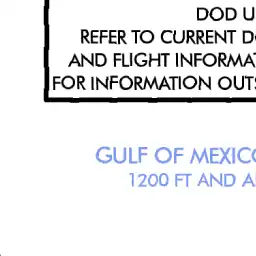 DOD U
REFER TO CURRENT D
AND FLIGHT INFORMAT
FOR INFORMATION OUTS
GULF OF MEXICO
1200 FT AND A